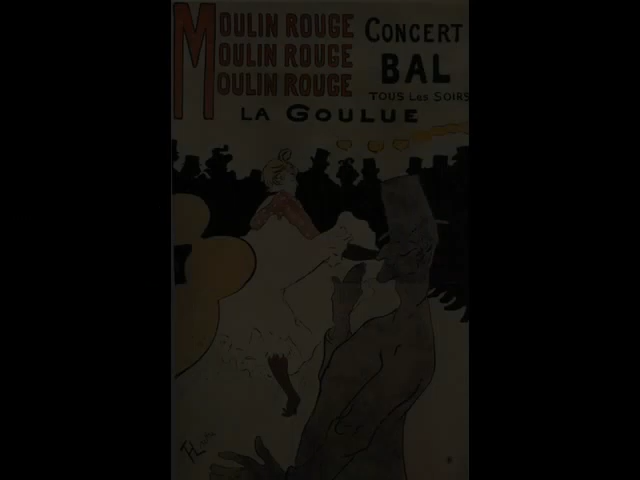 MOULIN ROUGE CONCERT
MOULIN ROUGE BAL
MOULIN ROUGE TOUS LES SOIRS
LA GOULUE